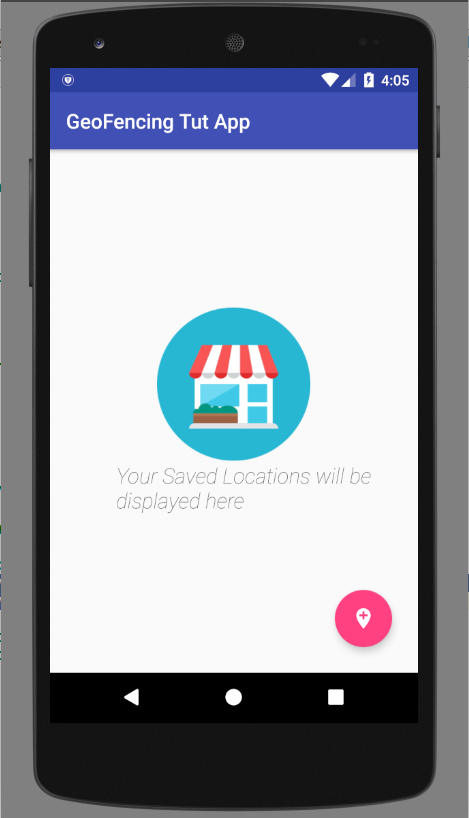 4:05
GeoFencing Tut App
Your Saved Locations will be
displayed here